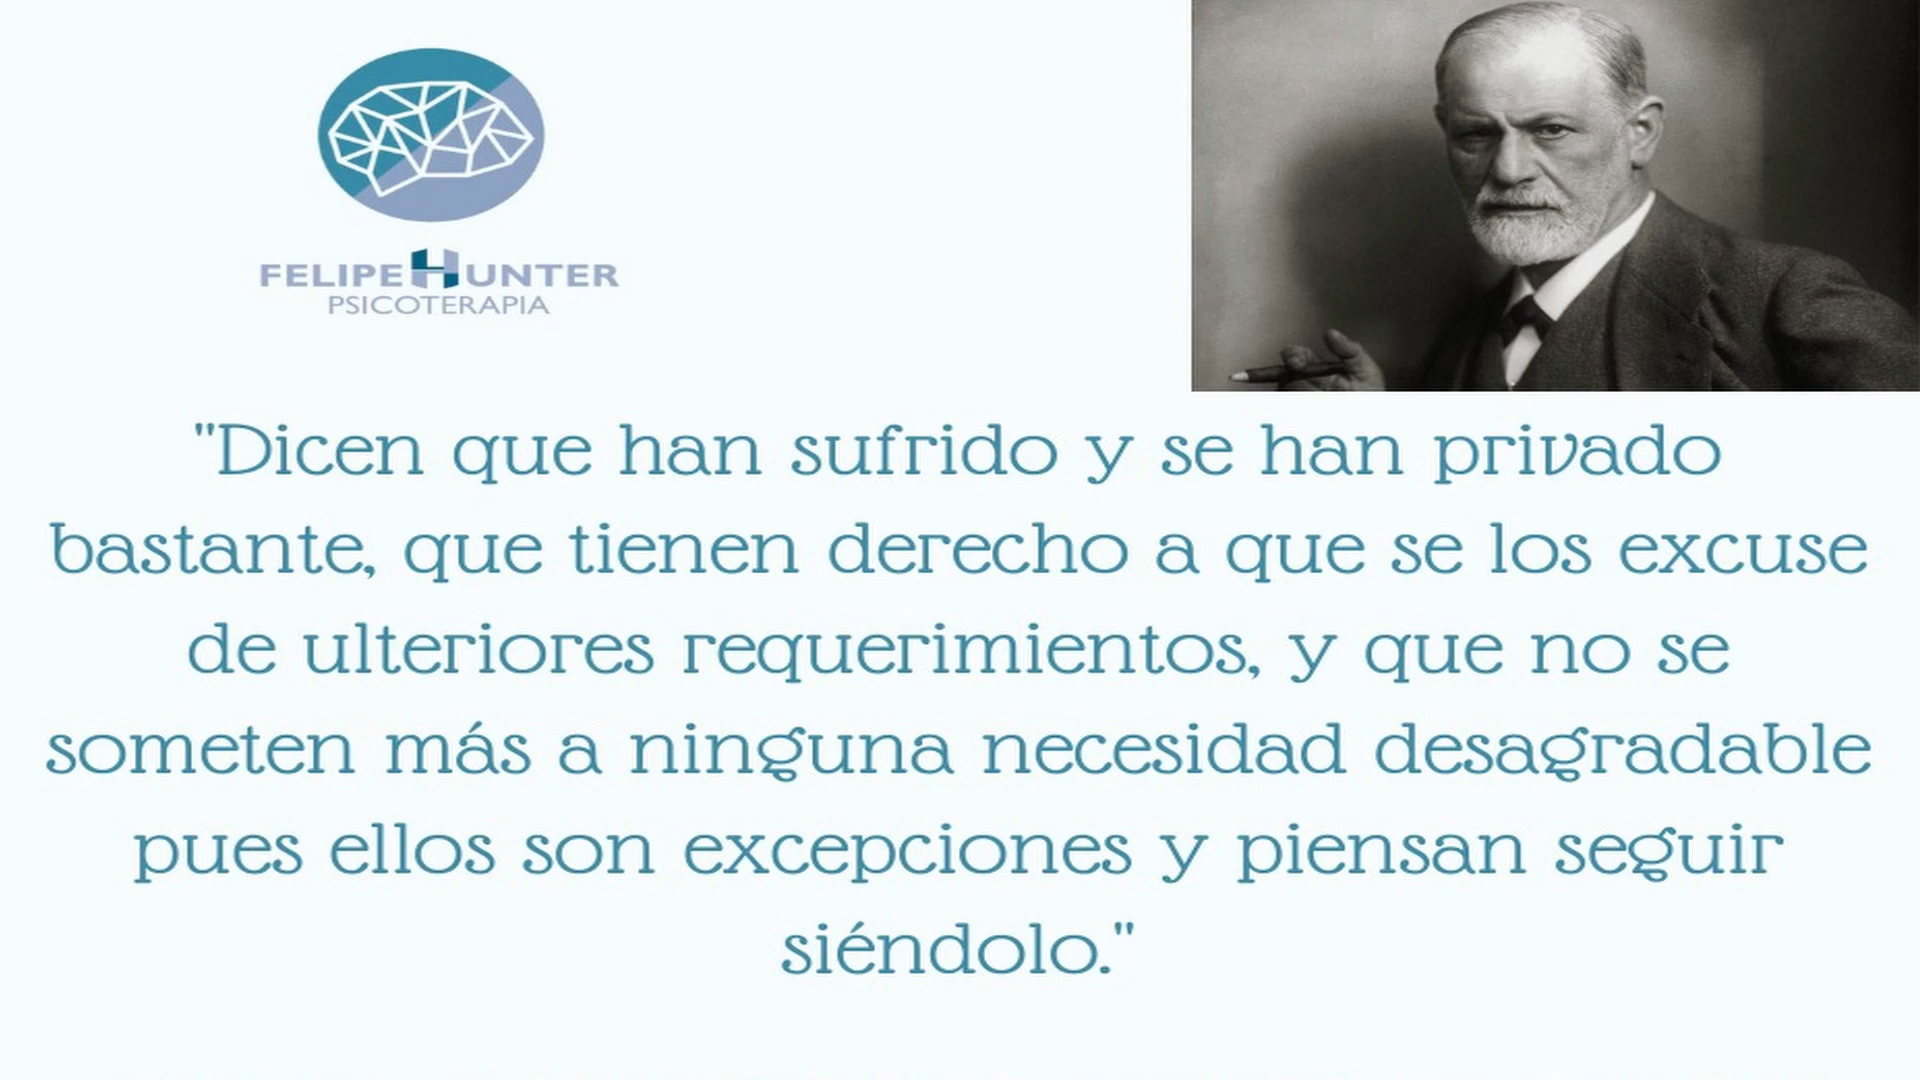 FELIPE HUNTER
PSICOTERAPIA
"Dicen que han sufrido y se han privado
bastante, que tienen derecho a que se los excuse
de ulteriores requerimientos, y que no se
someten más a ninguna necesidad desagradable
pues ellos son excepciones y piensan seguir
siéndolo."